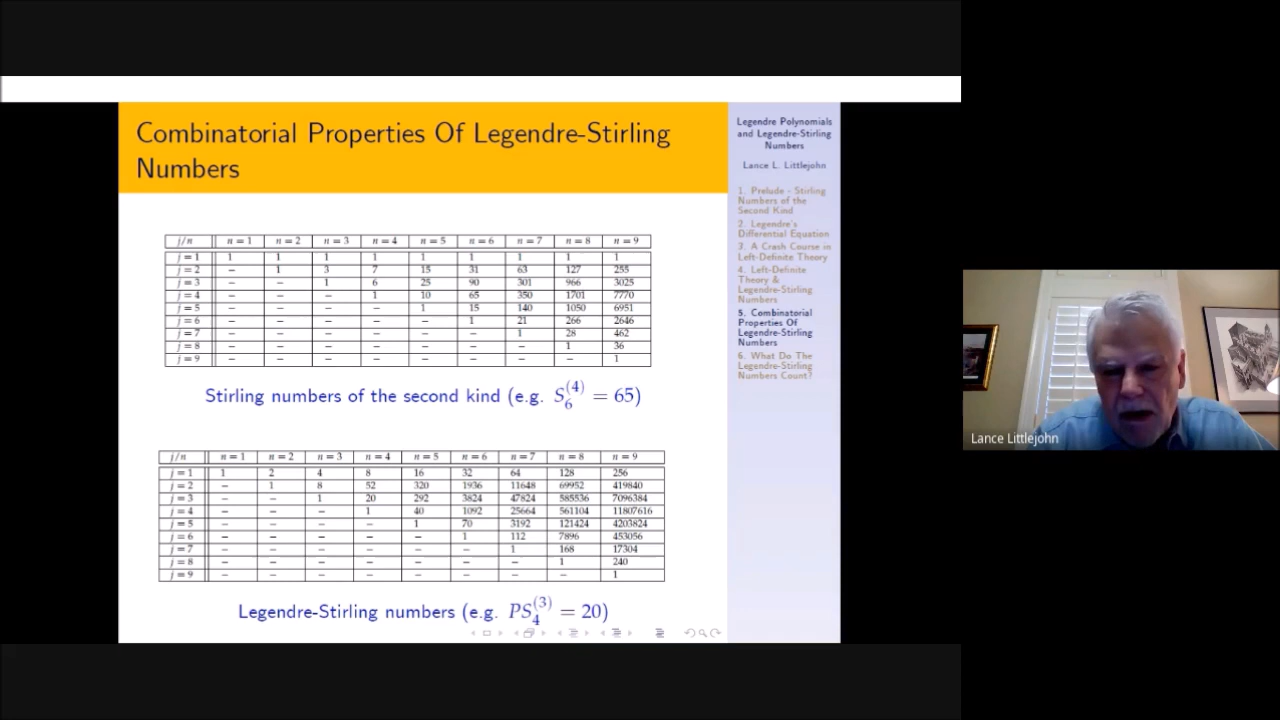 Combinatorial Properties Of Legendre-Stirling
Numbers
j/n n = 1 n = 2 n = 3 n = 4 n = 5 n = 6 n = 7 n = 8 n = 9
j = 1 1 1 1 1 1 1 1 1 1
j = 2 – 1 3 7 15 31 63 127 255
j = 3 – – 1 6 25 90 301 966 3025
j = 4 – – – 1 10 65 350 1701 7770
j = 5 – – – – 1 15 140 1050 6951
j = 6 – – – – – 1 21 266 2646
j = 7 – – – – – – 1 28 462
j = 8 – – – – – – – 1 36
j = 9 – – – – – – – – 1
Stirling numbers of the second kind (e.g. S_6^{(4)} = 65)
j/n n = 1 n = 2 n = 3 n = 4 n = 5 n = 6 n = 7 n = 8 n = 9
j = 1 1 2 4 8 16 32 64 128 256
j = 2 – 1 8 52 320 1936 11648 69952 419840
j = 3 – – 1 20 292 3824 47824 585536 7096384
j = 4 – – – 1 40 1092 25664 561104 11807616
j = 5 – – – – 1 70 3192 121424 4203824
j = 6 – – – – – 1 112 7896 453056
j = 7 – – – – – – 1 168 17304
j = 8 – – – – – – – 1 240
j = 9 – – – – – – – – 1
Legendre-Stirling numbers (e.g. PS_4^{(3)} = 20)
Legendre Polynomials
and Legendre-Stirling
Numbers
Lance L. Littlejohn
1. Prelude - Stirling
Numbers of the
Second Kind
2. Legendre's
Differential Equation
3. A Crash Course in
Left-Definite Theory
4. Left-Definite
Theory &
Legendre-Stirling
Numbers
5. Combinatorial
Properties Of
Legendre-Stirling
Numbers
6. What Do The
Legendre-Stirling
Numbers Count?
Lance Littlejohn